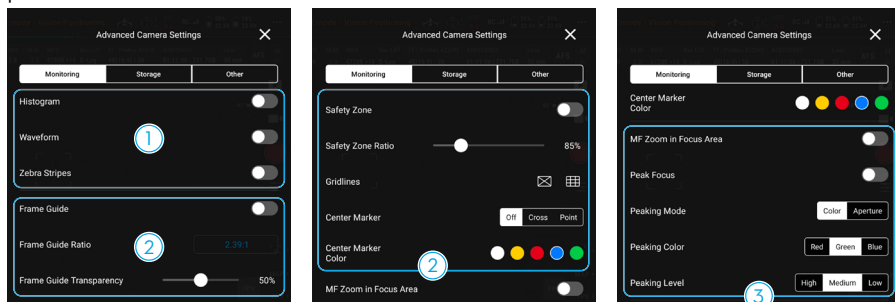 Advanced Camera Settings
Monitoring Storage Other
Histogram
Waveform
1
Zebra Stripes
Frame Guide
Frame Guide Ratio 2.39:1
2
Frame Guide Transparency 50%
Advanced Camera Settings
Monitoring Storage Other
Safety Zone
Safety Zone Ratio 85%
Gridlines
Center Marker Off Cross Point
Center Marker
Color
2
MF Zoom in Focus Area
Advanced Camera Settings
Monitoring Storage Other
Center Marker
Color
MF Zoom in Focus Area
Peak Focus
Peaking Mode Color Aperture
Peaking Color Red Green Blue
Peaking Level High Medium Low
3